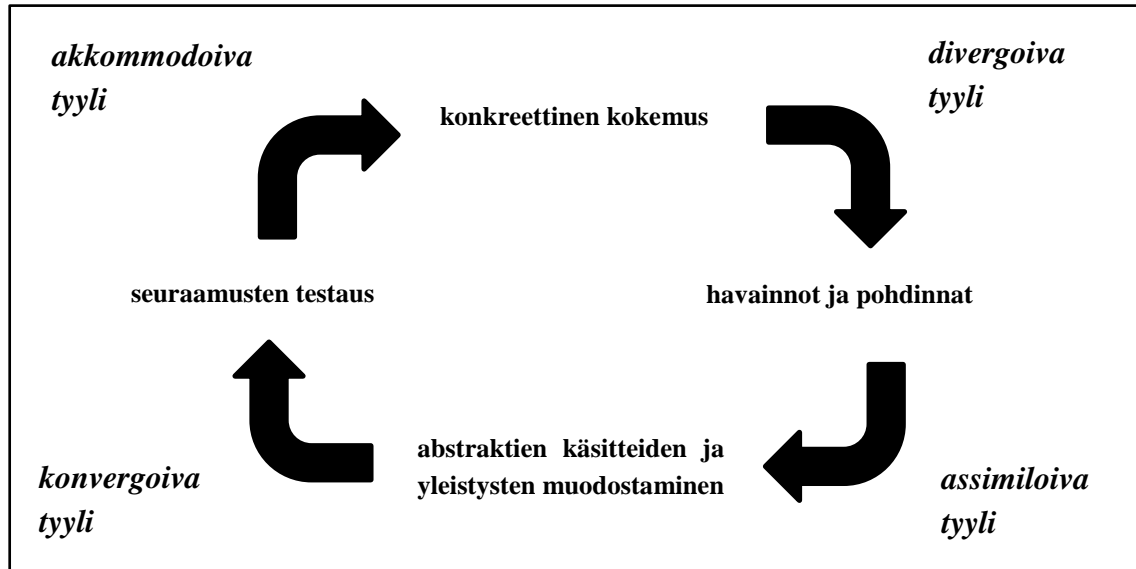 akkommodoiva
tyyli
divergoiva
tyyli
konkreettinen kokemus
seuraamusten testaus
havainnot ja pohdinnat
abstraktien käsitteiden ja
yleistysten muodostaminen
konvergoiva
tyyli
assimiloiva
tyyli